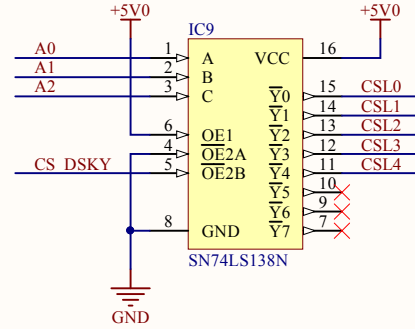 +5V0 +5V0
IC9
A0 1 A VCC 16
A1 2 B
A2 3 C Y0 15 CSL0
Y1 14 CSL1
6 OE1 Y2 13 CSL2
4 OE2A Y3 12 CSL3
CS_DSKY 5 OE2B Y4 11 CSL4
Y5 10
Y6 9
8 GND Y7 7
SN74LS138N
GND